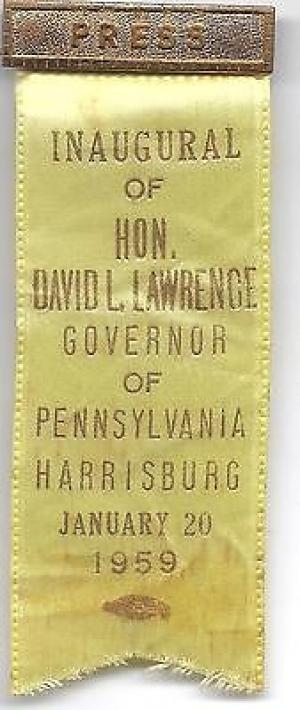 PRESS
INAUGURAL
OF
HON.
DAVID L. LAWRENCE
GOVERNOR
OF
PENNSYLVANiA
HARRISBURG
JANUARY 20
1959